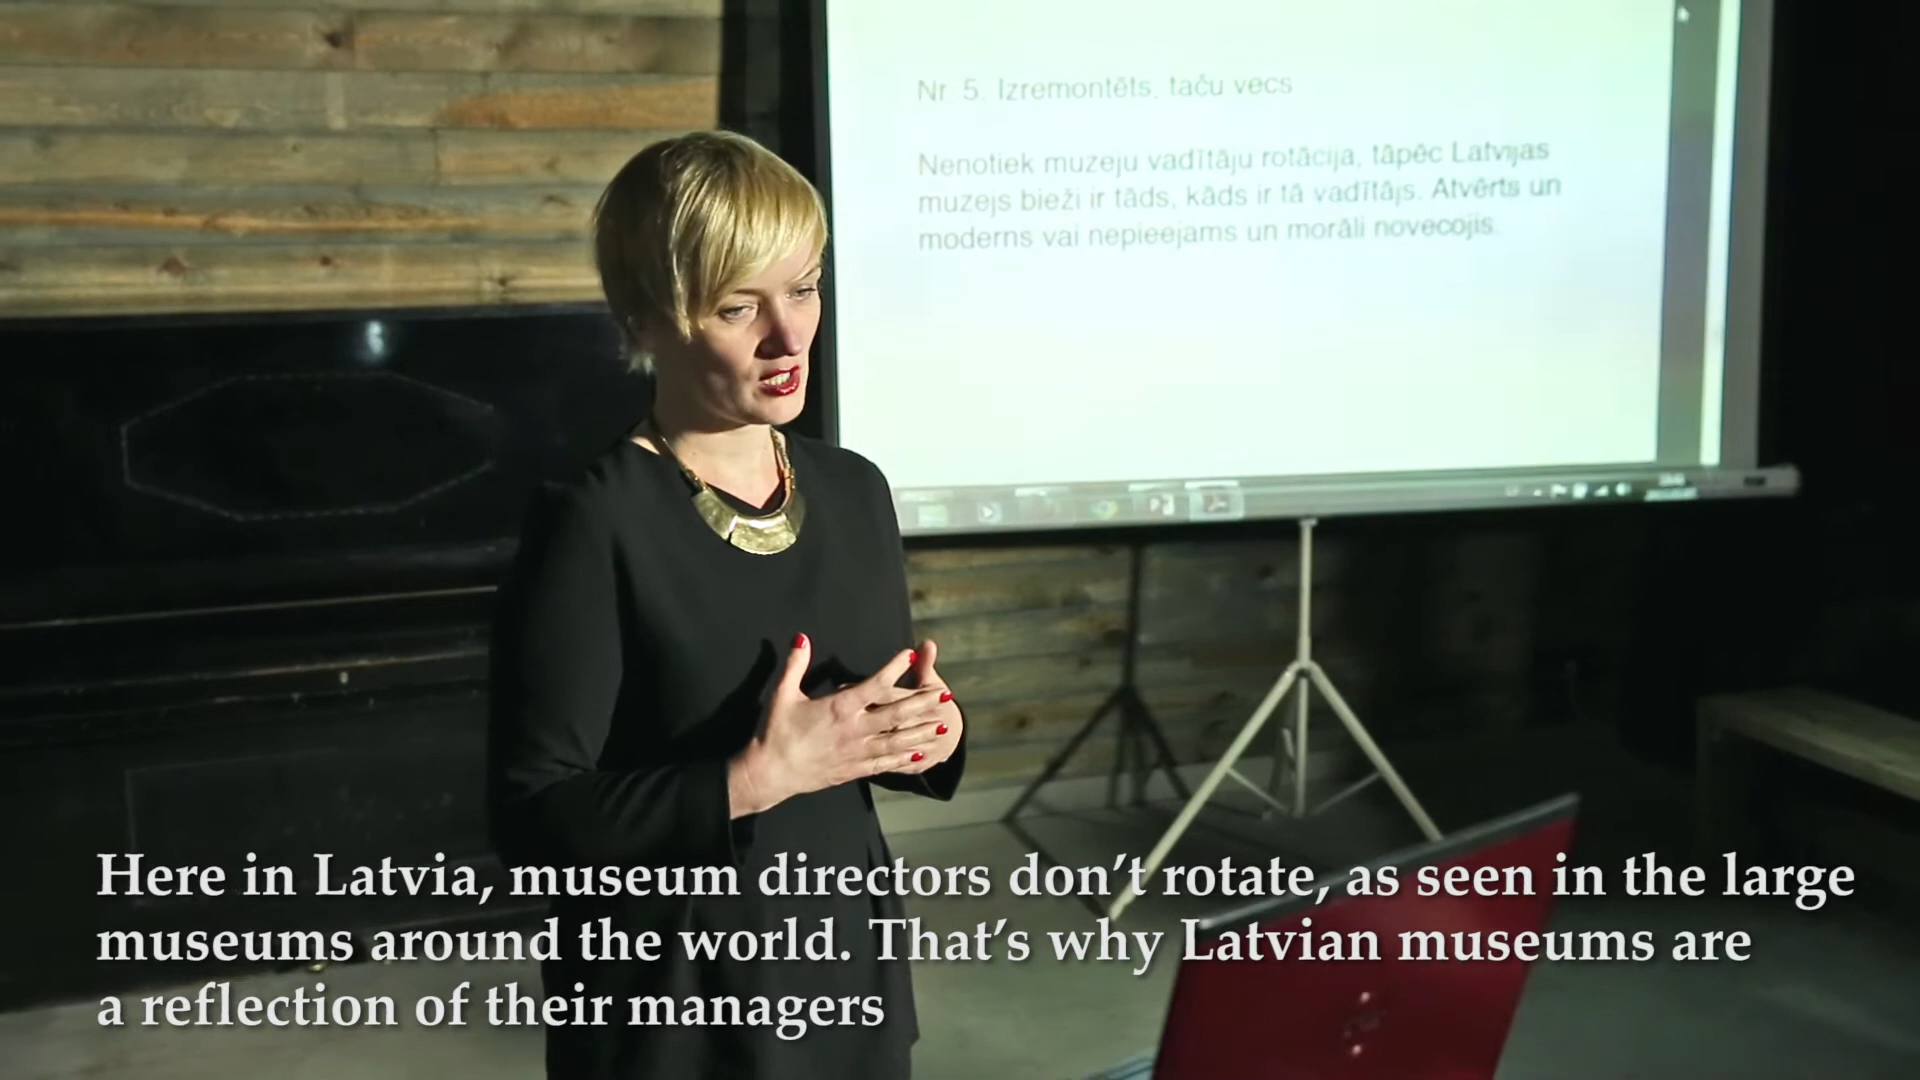 Nr. 5. Izremontēts, taču vecs
Nenotiek muzeju vadītāju rotācija, tāpēc Latvijas
muzejs bieži ir tāds, kāds ir tā vadītājs. Atvērts un
moderns vai nepieejams un morāli novecojis.
Here in Latvia, museum directors don’t rotate, as seen in the large
museums around the world. That’s why Latvian museums are
a reflection of their managers